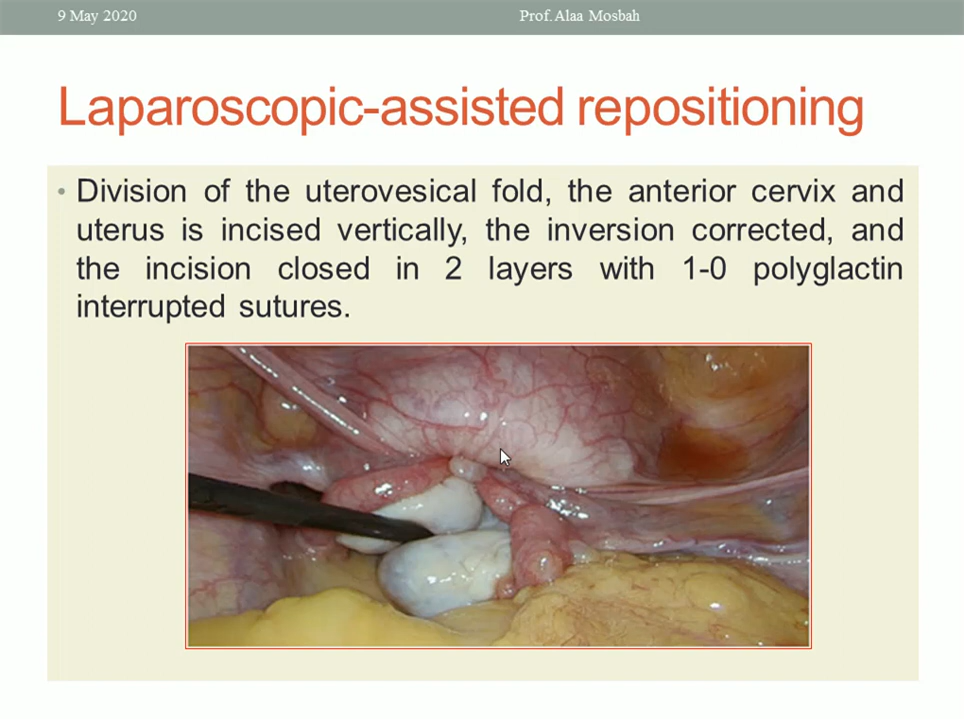 9 May 2020
Prof. Alaa Mosbah
Laparoscopic-assisted repositioning
• Division of the uterovesical fold, the anterior cervix and
uterus is incised vertically, the inversion corrected, and
the incision closed in 2 layers with 1-0 polyglactin
interrupted sutures.